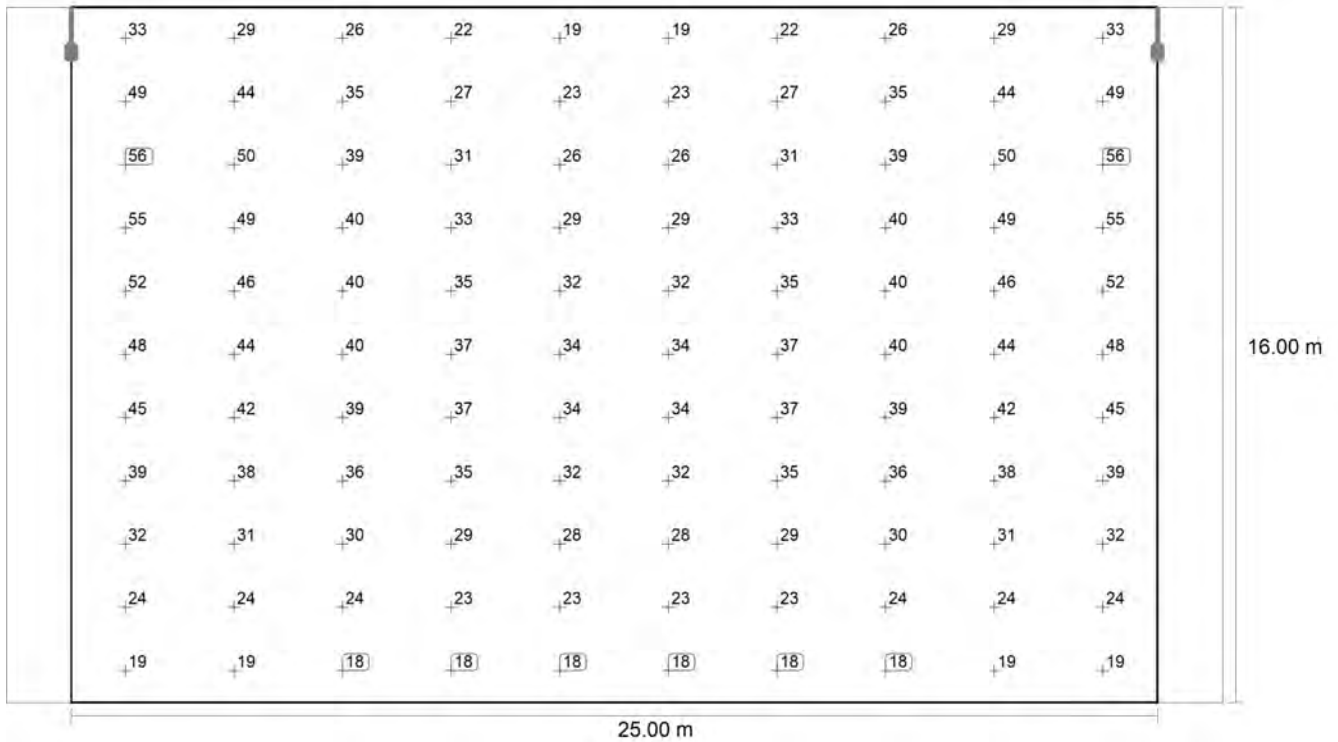 33 29 26 22 19 19 22 26 29 33
49 44 35 27 23 23 27 35 44 49
56 50 39 31 26 26 31 39 50 56
55 49 40 33 29 29 33 40 49 55
52 46 40 35 32 32 35 40 46 52
48 44 40 37 34 34 37 40 44 48
16.00 m
45 42 39 37 34 34 37 39 42 45
39 38 36 35 32 32 35 36 38 39
32 31 30 29 28 28 29 30 31 32
24 24 24 23 23 23 23 24 24 24
19 19 18 18 18 18 18 18 19 19
25.00 m